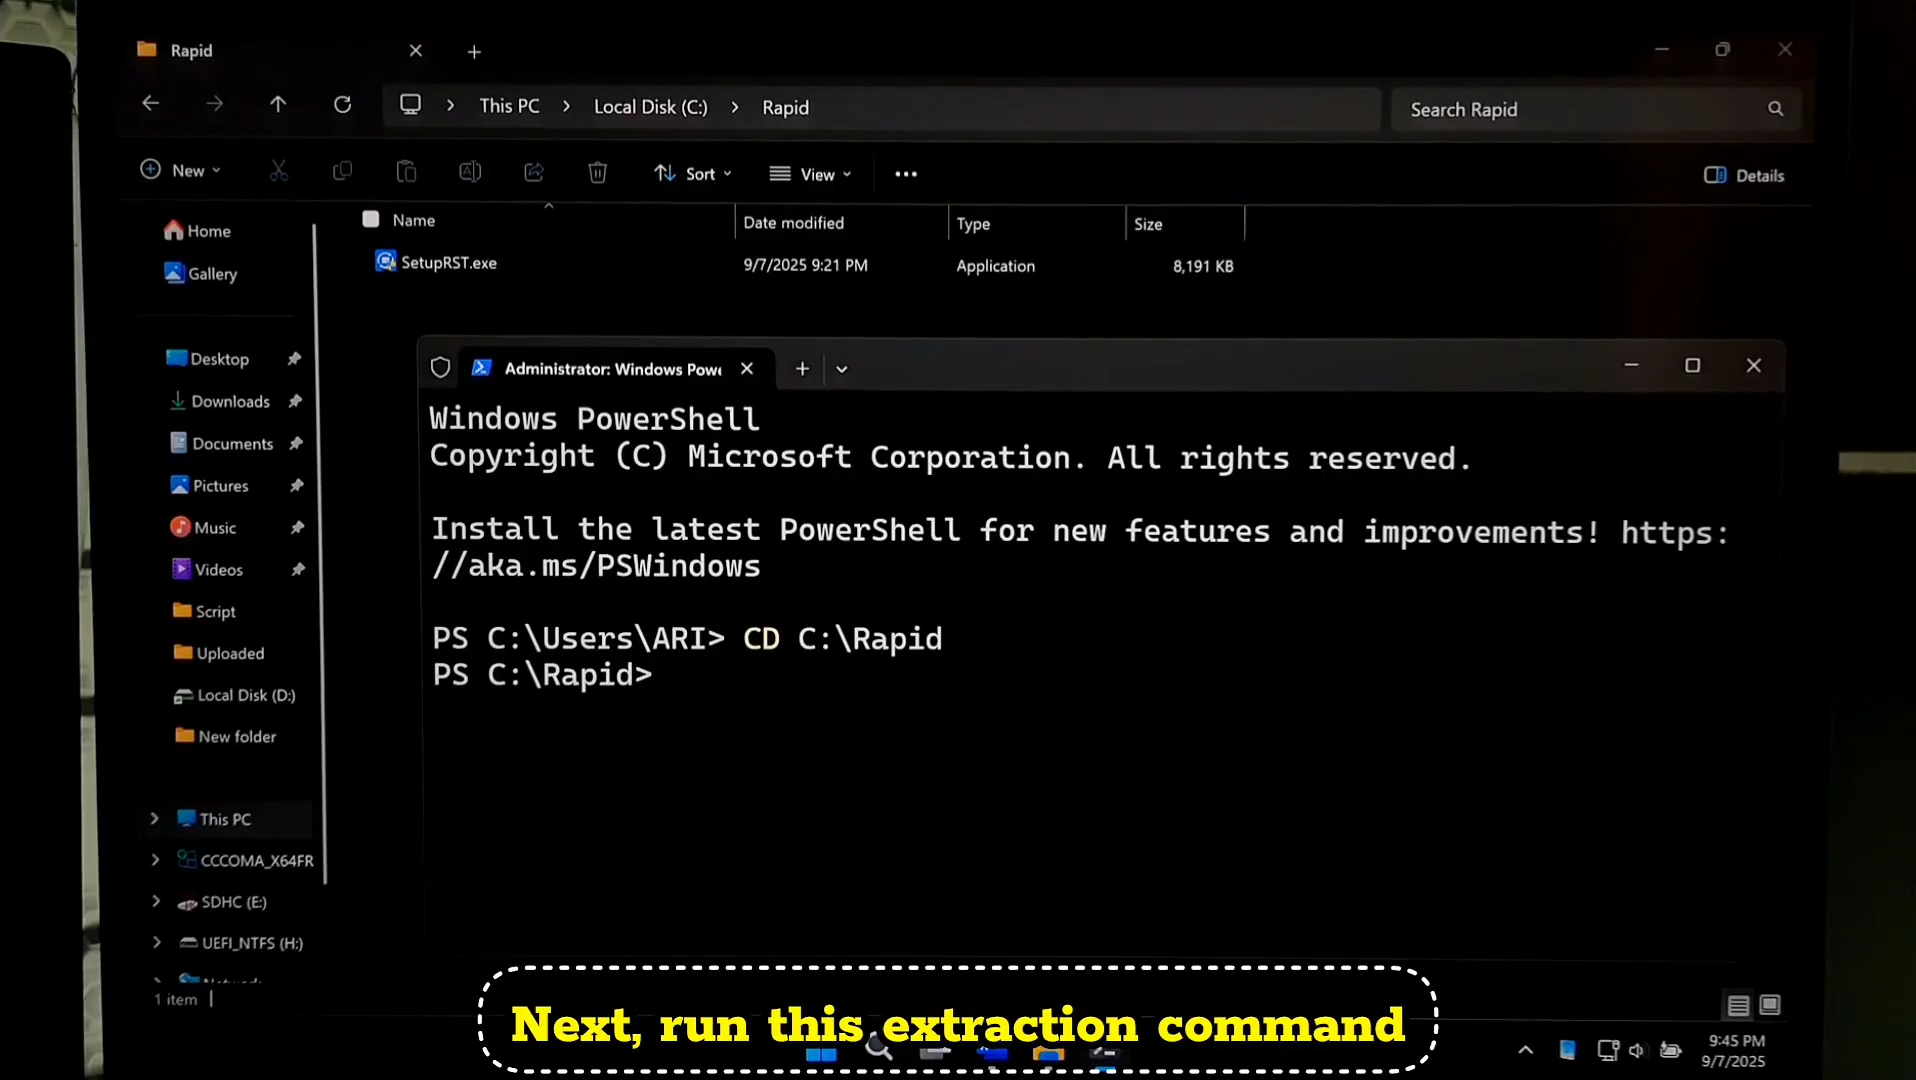 Rapid
This PC
Local Disk (C:)
Rapid
Search Rapid
New
Sort
View
Details
Name
Date modified
Type
Size
SetupRST.exe
9/7/2025 9:21 PM
Application
8,191 KB
Home
Gallery
Desktop
Downloads
Documents
Pictures
Music
Videos
Script
Uploaded
Local Disk (D:)
New folder
This PC
CCCOMA_X64FR
SDHC (E:)
UEFI_NTFS (H:)
1 item
Administrator: Windows Powe
Windows PowerShell
Copyright (C) Microsoft Corporation. All rights reserved.
Install the latest PowerShell for new features and improvements! https:
//aka.ms/PSWindows
PS C:\Users\ARI> CD C:\Rapid
PS C:\Rapid>
Next, run this extraction command
9:45 PM
9/7/2025